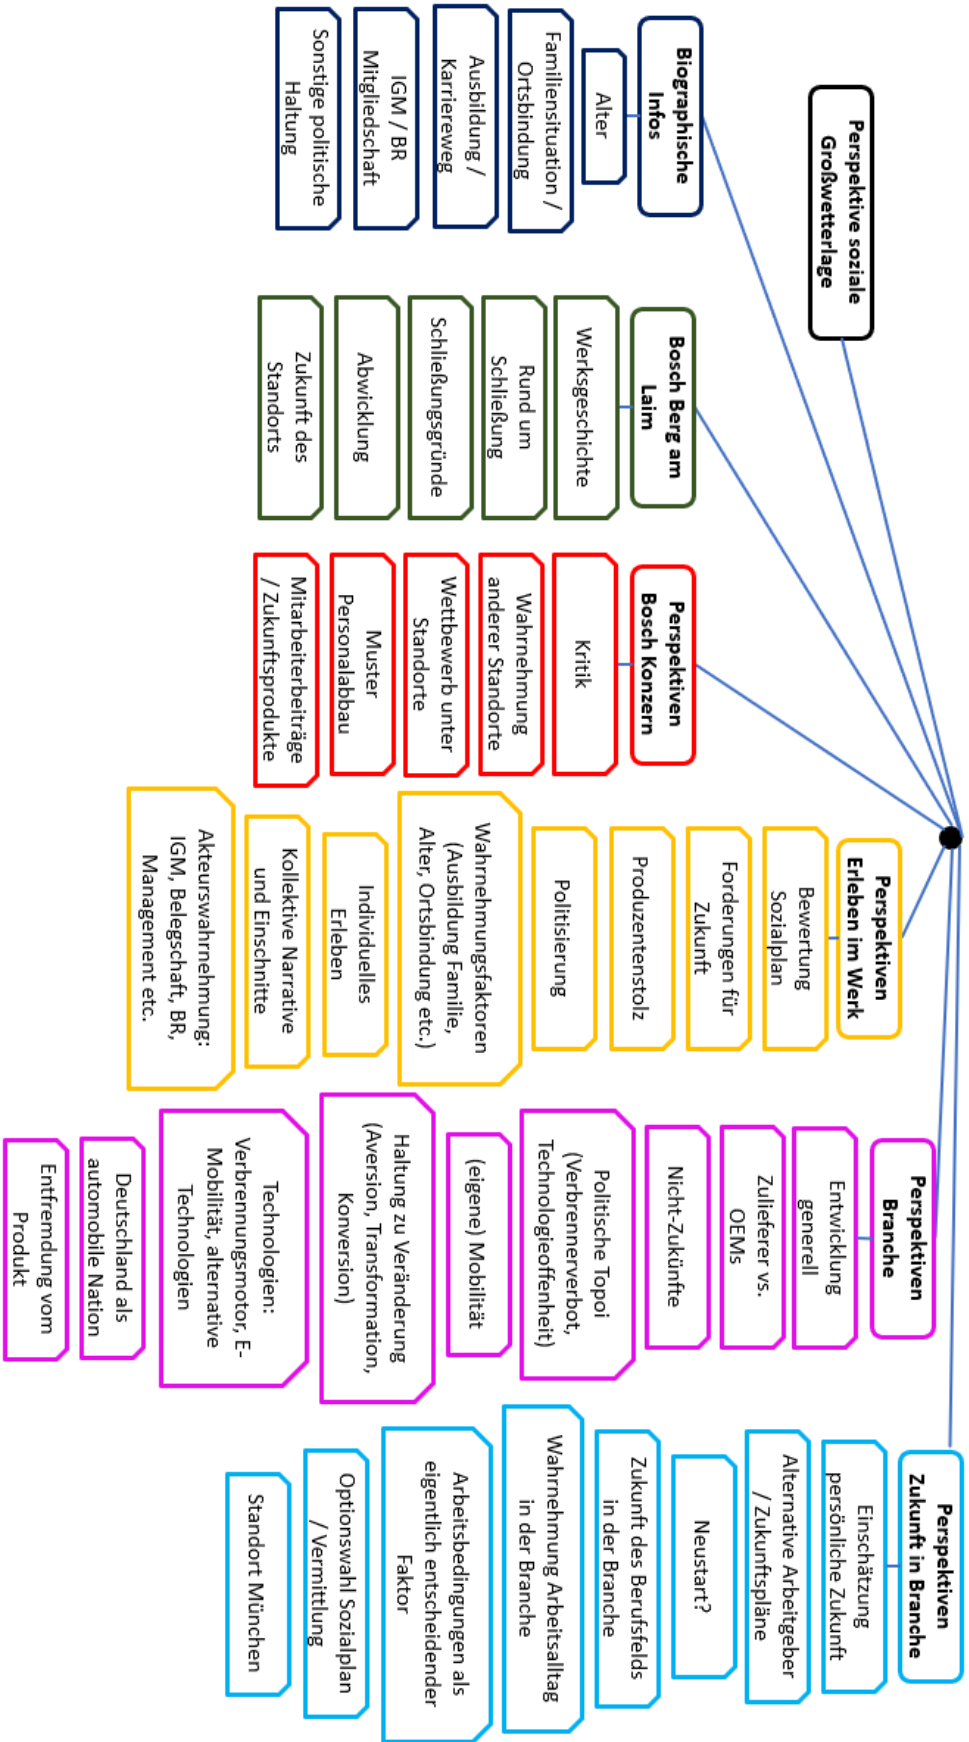 Perspektive soziale
Großwetterlage
Biographische
Infos
Alter
Familiensituation /
Ortsbindung
Ausbildung /
Karriereweg
IGM / BR
Mitgliedschaft
Sonstige politische
Haltung
Bosch Berg am
Laim
Werksgeschichte
Rund um
Schließung
Schließungsgründe
Abwicklung
Zukunft des
Standorts
Perspektiven
Bosch Konzern
Kritik
Wahrnehmung
anderer Standorte
Wettbewerb unter
Standorte
Muster
Personalabbau
Mitarbeiterbeiträge
/ Zukunftsprodukte
Perspektiven
Erleben im Werk
Bewertung
Sozialplan
Forderungen für
Zukunft
Produzentenstolz
Politisierung
Wahrnehmungsfaktoren
(Ausbildung Familie,
Alter, Ortsbindung etc.)
Individuelles
Erleben
Kollektive Narrative
und Einschnitte
Akteurswahrnehmung:
IGM, Belegschaft, BR,
Management etc.
Perspektiven
Branche
Entwicklung
generell
Zulieferer vs.
OEMs
Nicht-Zukünfte
Politische Topoi
(Verbrennerverbot,
Technologieoffenheit)
(eigene) Mobilität
Haltung zu Veränderung
(Aversion, Transformation,
Konversion)
Technologien:
Verbrennungsmotor, E-
Mobilität, alternative
Technologien
Deutschland als
automobile Nation
Entfremdung vom
Produkt
Perspektiven
Zukunft in Branche
Einschätzung
persönliche Zukunft
Alternative Arbeitgeber
/ Zukunftspläne
Neustart?
Zukunft des Berufsfelds
in der Branche
Wahrnehmung Arbeitsalltag
in der Branche
Arbeitsbedingungen als
eigentlich entscheidender
Faktor
Optionswahl Sozialplan
/ Vermittlung
Standort München